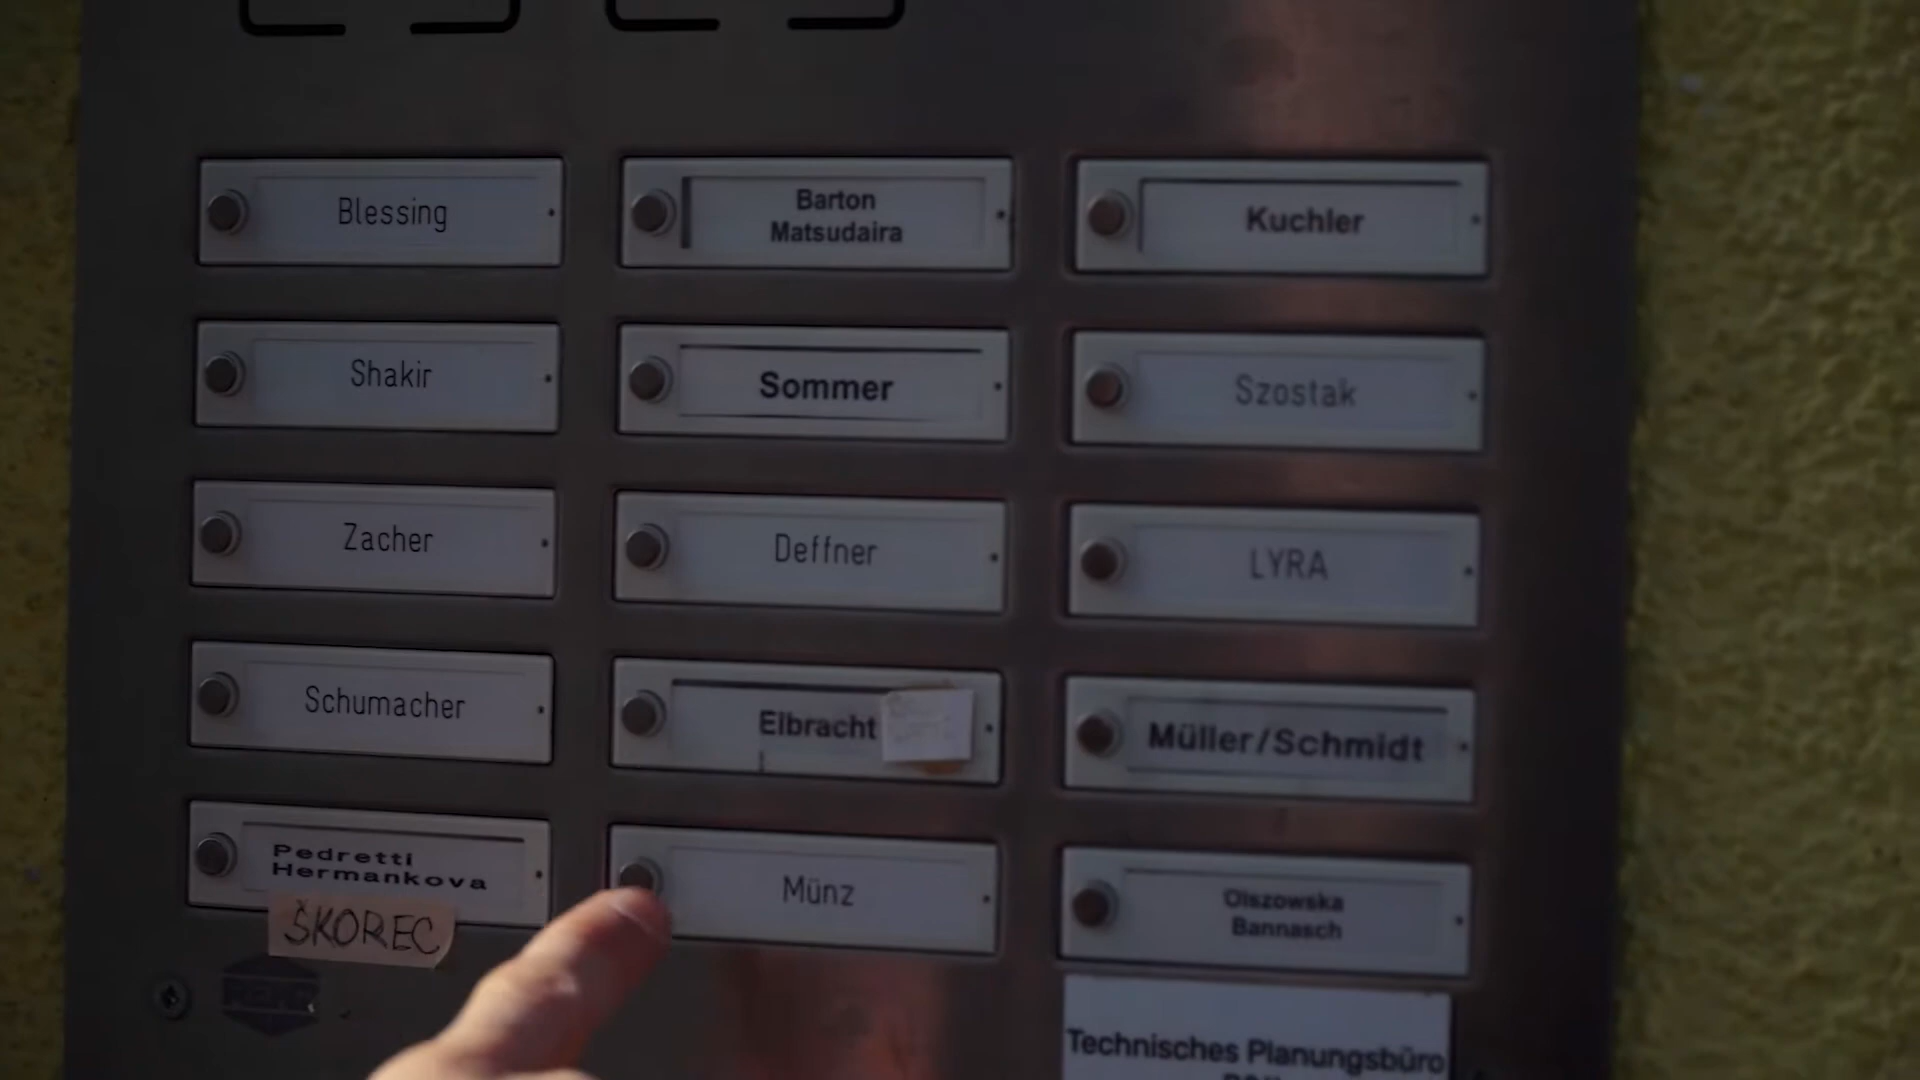 Blessing
Barton
Matsudaira
Kuchler
Shakir
Sommer
Szostak
Zacher
Deffner
LYRA
Schumacher
Elbracht
Müller/Schmidt
Pedretti
Hermankova
ŠKOREC
Münz
Olszowska
Bannasch
RENZ
Technisches Planungsbüro